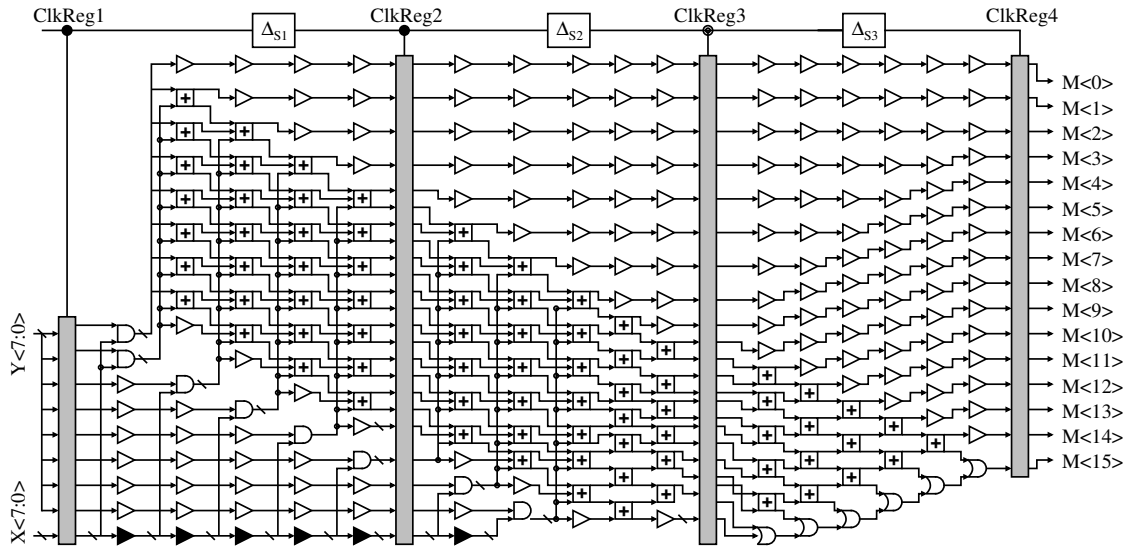 ClkReg1 ClkReg2 ClkReg3 ClkReg4
ΔS1 ΔS2 ΔS3
M<0>
M<1>
M<2>
M<3>
M<4>
M<5>
M<6>
M<7>
M<8>
M<9>
M<10>
M<11>
M<12>
M<13>
M<14>
M<15>
Y<7:0>
X<7:0>